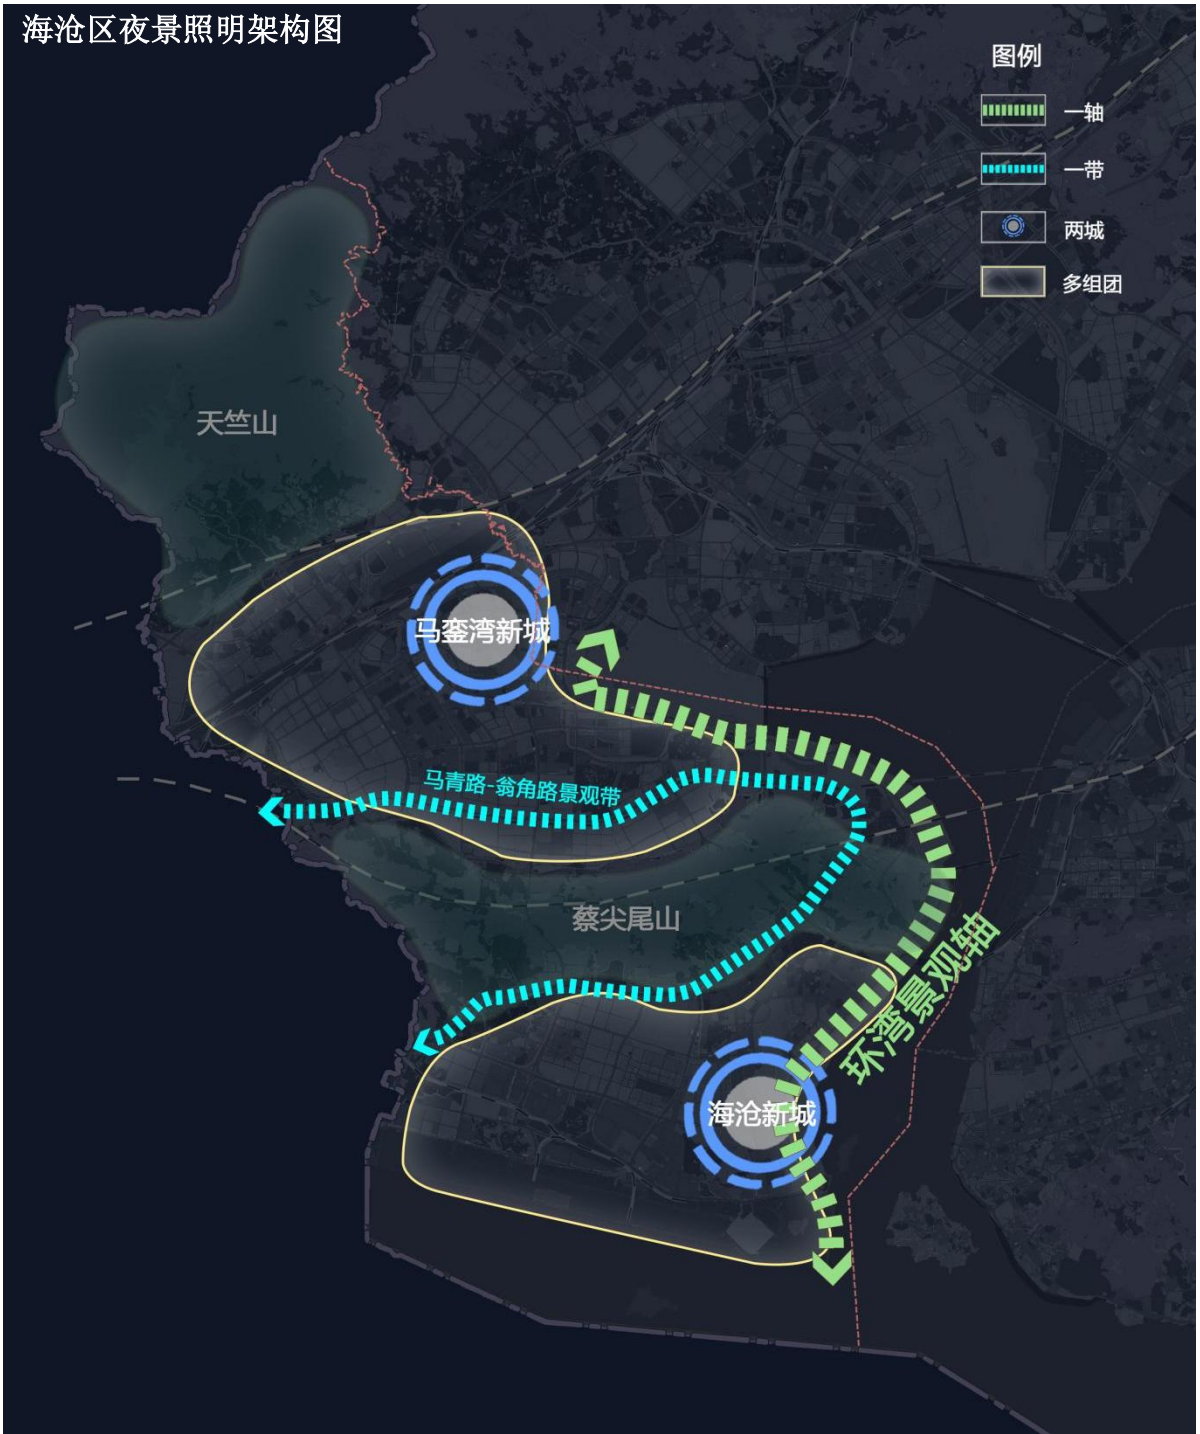 海沧区夜景照明架构图
图例
一轴
一带
两城
多组团
天竺山
马銮湾新城
马青路-翁角路景观带
蔡尖尾山
环湾景观轴
海沧新城